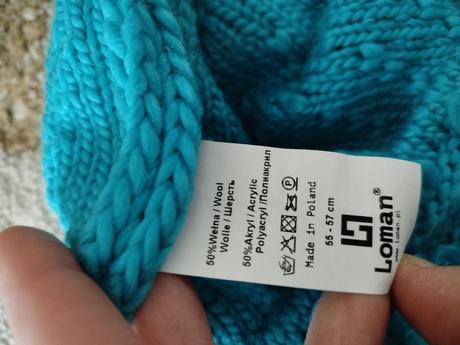 50%Wełna / Wool
Wolle / Шерсть
50%Akryl / Acrylic
Polyacryl /Полиакрил
P
Made in Poland
55 - 57 cm
Loman®
www.loman.pl